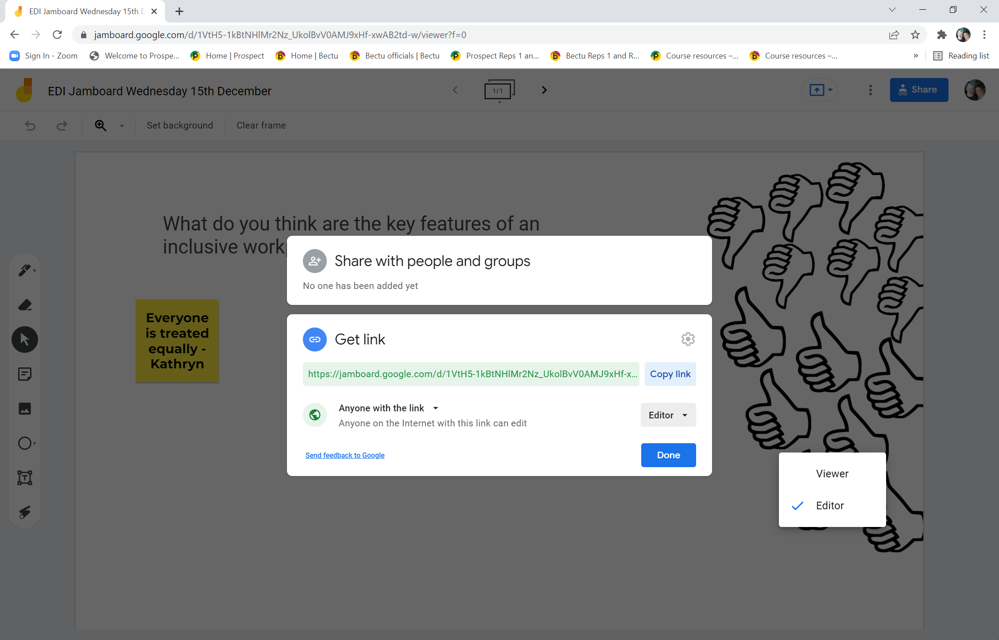 EDI Jamboard Wednesday 15th D
jamboard.google.com/d/1VtH5-1kBtNHlMr2Nz_UkolBvV0AMJ9xHf-xwAB2td-w/viewer?f=0
Sign In - Zoom
Welcome to Prospe...
Home | Prospect
Home | Bectu
Bectu officials | Bectu
Prospect Reps 1 an...
Bectu Reps 1 and R...
Course resources –...
Course resources –...
»
Reading list
EDI Jamboard Wednesday 15th December
1/1
Share
Set background
Clear frame
What do you think are the key features of an
inclusive work
Everyone
is treated
equally -
Kathryn
Share with people and groups
No one has been added yet
Get link
https://jamboard.google.com/d/1VtH5-1kBtNHlMr2Nz_UkolBvV0AMJ9xHf-x...
Copy link
Anyone with the link
Anyone on the Internet with this link can edit
Editor
Send feedback to Google
Done
Viewer
Editor